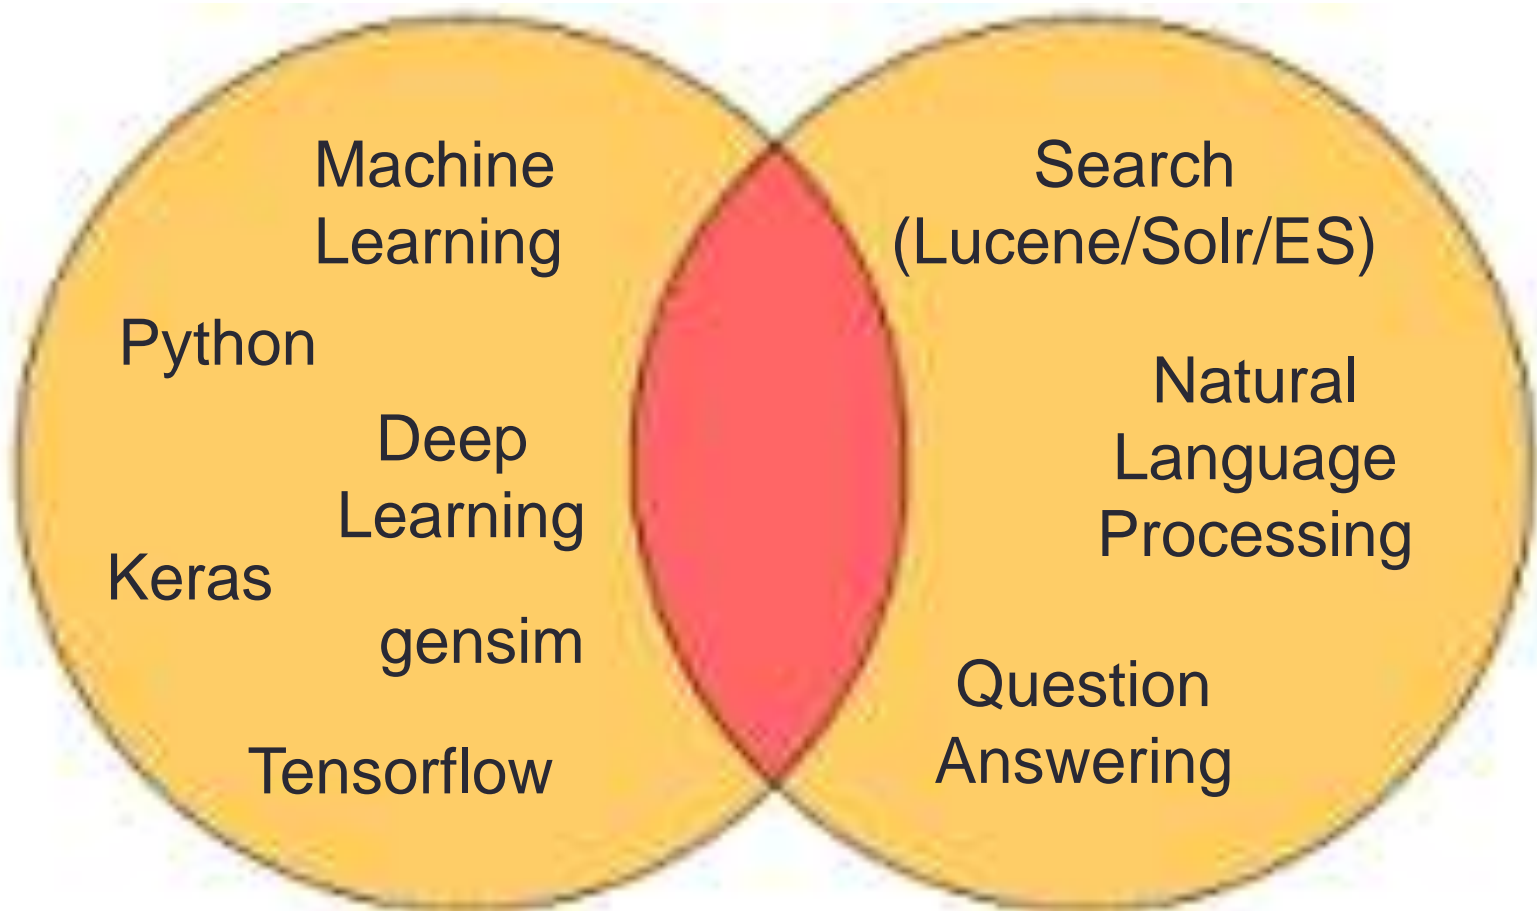 Machine
Learning
Python
Deep
Learning
Keras
gensim
Tensorflow
Search
(Lucene/Solr/ES)
Natural
Language
Processing
Question
Answering